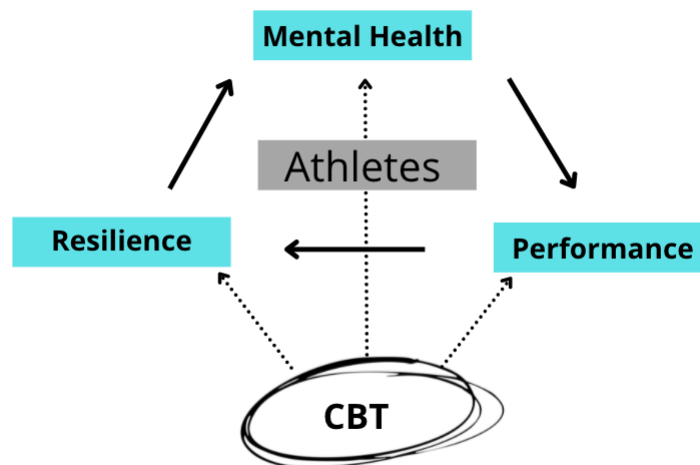 Mental Health
Athletes
Resilience
Performance
CBT